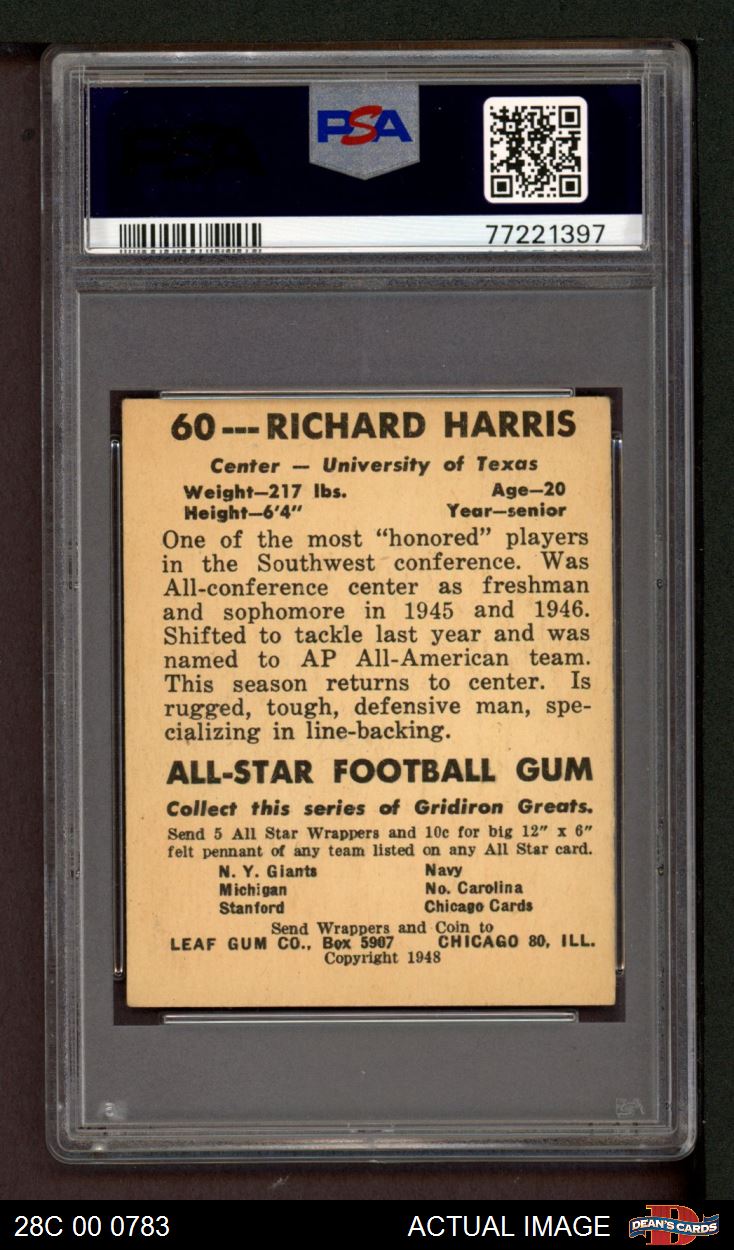 PSA
77221397
60---RICHARD HARRIS
Center — University of Texas
Weight—217 lbs. Age—20
Height—6'4" Year—senior
One of the most "honored" players
in the Southwest conference. Was
All-conference center as freshman
and sophomore in 1945 and 1946.
Shifted to tackle last year and was
named to AP All-American team.
This season returns to center. Is
rugged, tough, defensive man, spe-
cializing in line-backing.
ALL-STAR FOOTBALL GUM
Collect this series of Gridiron Greats.
Send 5 All Star Wrappers and 10c for big 12" x 6"
felt pennant of any team listed on any All Star card.
N. Y. Giants Navy
Michigan No. Carolina
Stanford Chicago Cards
Send Wrappers and Coin to
LEAF GUM CO., Box 5907 CHICAGO 80, ILL.
Copyright 1948
28C 00 0783 ACTUAL IMAGE DEAN'S CARDS